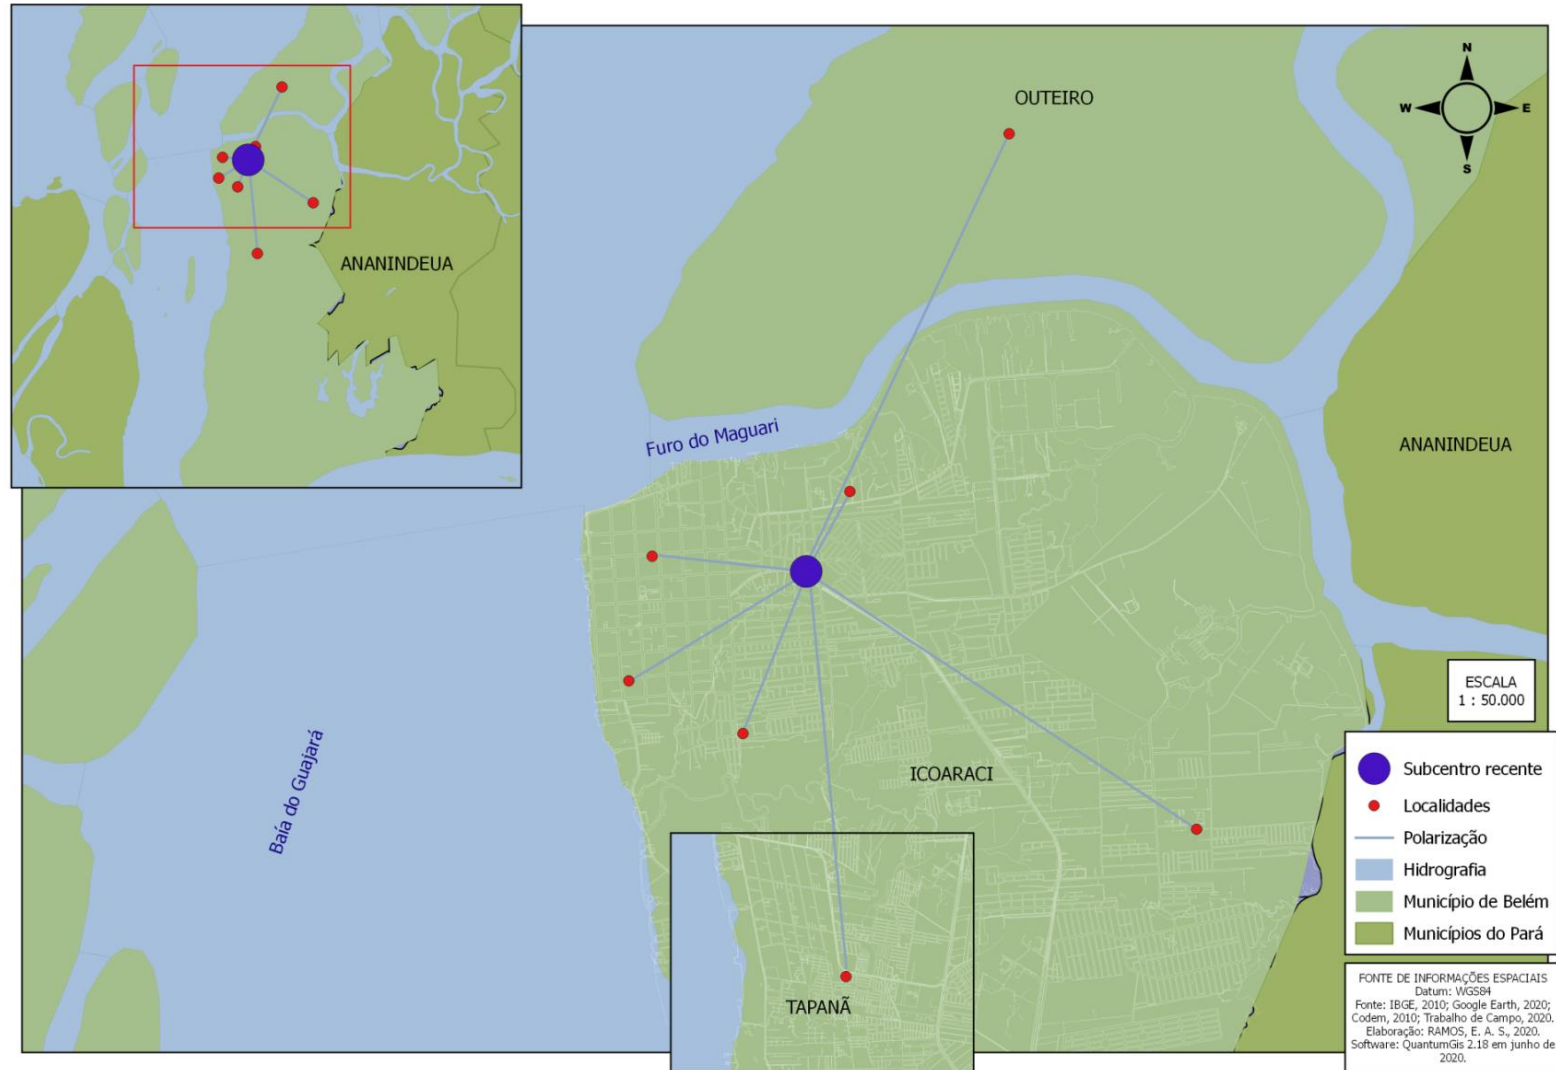 ANANINDEUA
OUTEIRO
N
W
E
S
Furo do Maguari
ANANINDEUA
Baía do Guajará
ICOARACI
TAPANÃ
ESCALA
1 : 50.000
Subcentro recente
Localidades
Polarização
Hidrografia
Município de Belém
Municípios do Pará
FONTE DE INFORMAÇÕES ESPACIAIS
Datum: WGS84
Fonte: IBGE, 2010; Google Earth, 2020;
Codem, 2010; Trabalho de Campo, 2020.
Elaboração: RAMOS, E. A. S., 2020.
Software: QuantumGis 2.18 em junho de
2020.